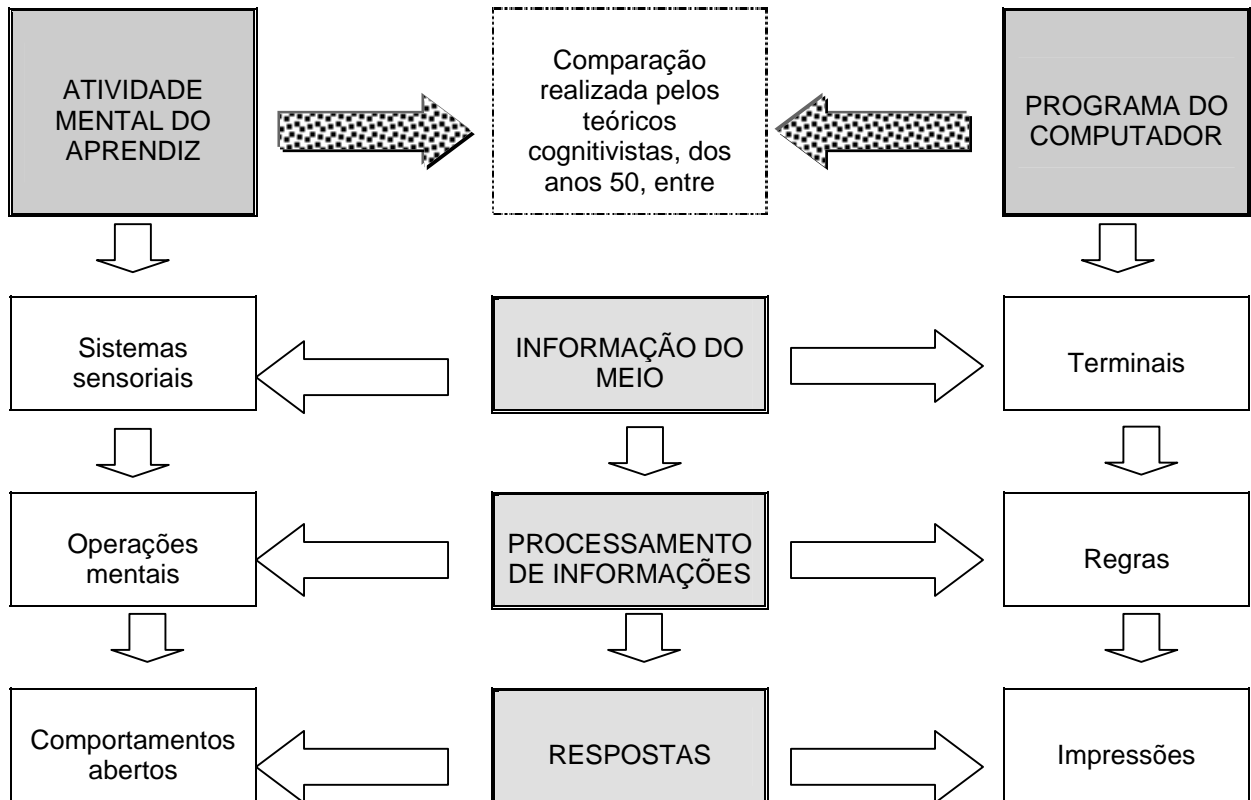 ATIVIDADE
MENTAL DO
APRENDIZ
Comparação
realizada pelos
teóricos
cognitivistas, dos
anos 50, entre
PROGRAMA DO
COMPUTADOR
Sistemas
sensoriais
INFORMAÇÃO DO
MEIO
Terminais
Operações
mentais
PROCESSAMENTO
DE INFORMAÇÕES
Regras
Comportamentos
abertos
RESPOSTAS
Impressões